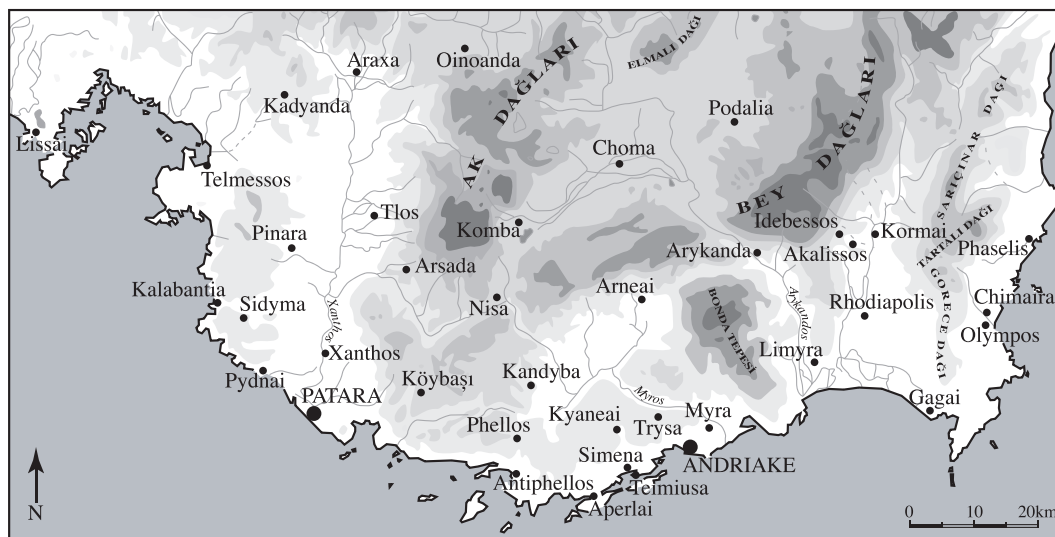 Araxa
Oinoanda
ELMALI DAĞI
AK DAĞLARI
Kadyanda
Podalia
Lissai
Choma
BEY DAĞLARI
SARIÇINAR DAĞI
Telmessos
Tlos
Komba
Idebessos
Kormai
Pinara
Arykanda
Akalissos
TARTALI DAĞI
Phaselis
Arsada
Kalabantia
Nisa
Arneai
Rhodiapolis
Chimaira
Sidyma
Xanthos
BONDA TEPESİ
Arykandos
GÖRECE DAĞI
Olympos
Xanthos
Limyra
Pydnai
Köybaşı
Kandyba
PATARA
Myros
Gagai
Phellos
Kyaneai
Trysa
Myra
Simena
ANDRIAKE
Antiphellos
Teimiusa
Aperlai
N
0 10 20km